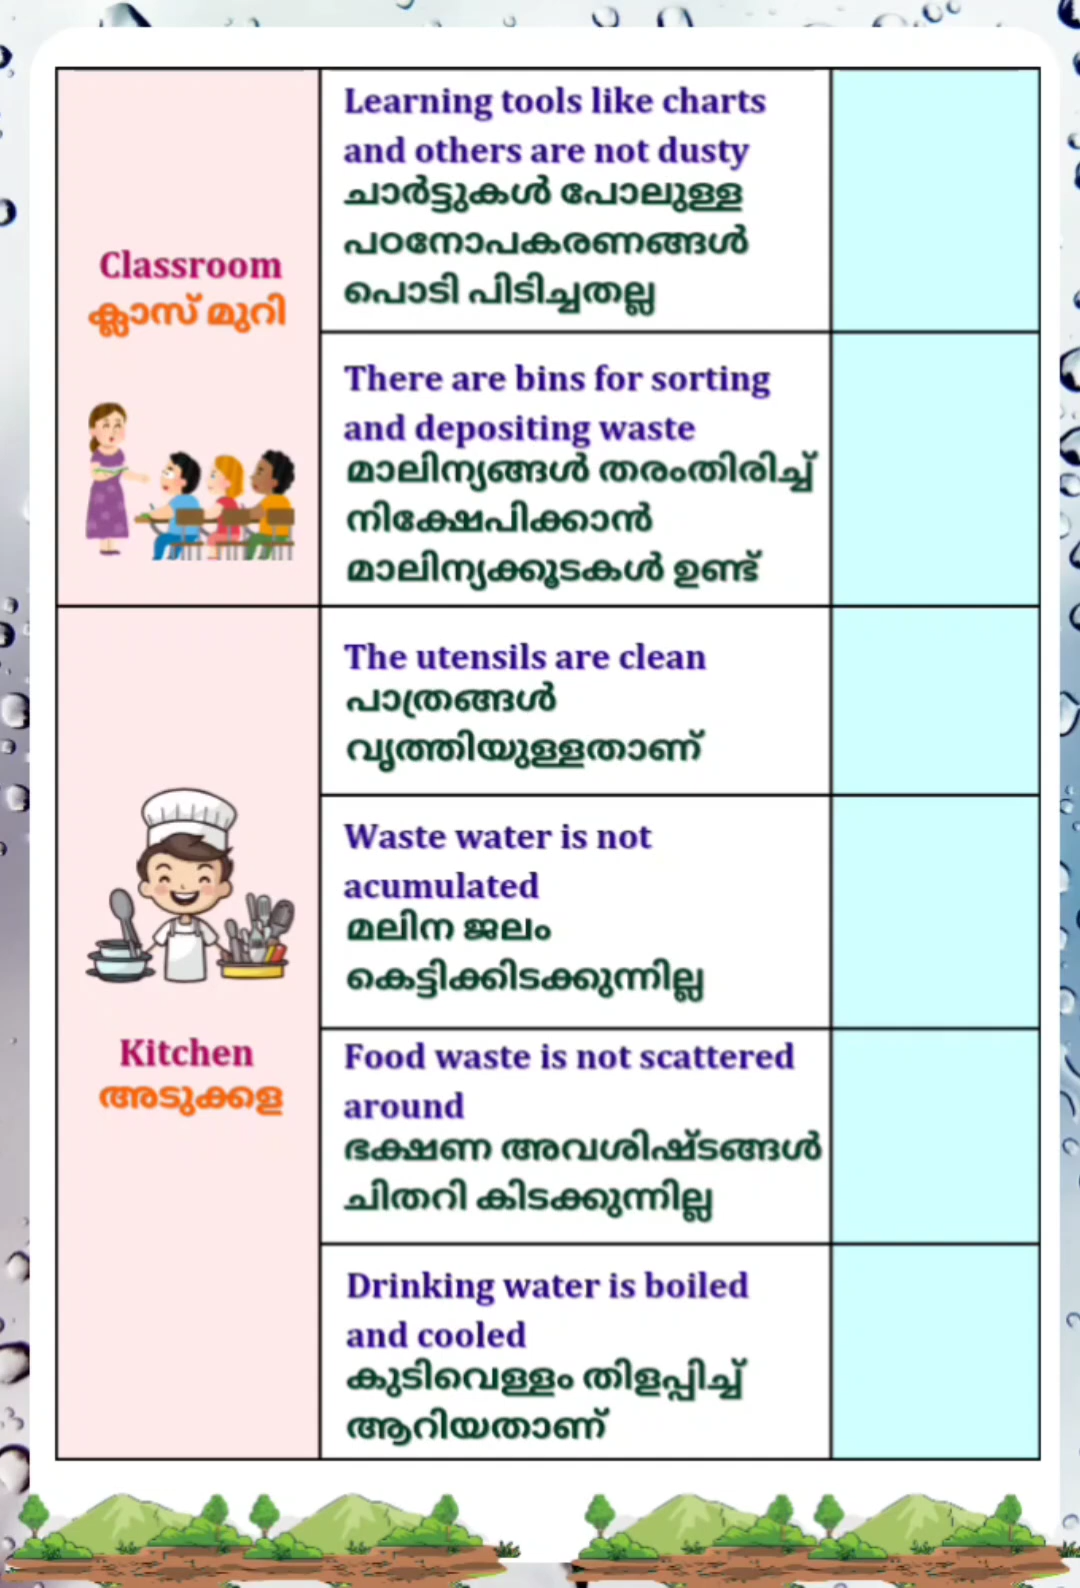 Classroom
ക്ലാസ് മുറി
Learning tools like charts
and others are not dusty
ചാർട്ടുകൾ പോലുള്ള
പഠനോപകരണങ്ങൾ
പൊടി പിടിച്ചതല്ല
There are bins for sorting
and depositing waste
മാലിന്യങ്ങൾ തരംതിരിച്ച്
നിക്ഷേപിക്കാൻ
മാലിന്യക്കൂടകൾ ഉണ്ട്
Kitchen
അടുക്കള
The utensils are clean
പാത്രങ്ങൾ
വൃത്തിയുള്ളതാണ്
Waste water is not
acumulated
മലിന ജലം
കെട്ടിക്കിടക്കുന്നില്ല
Food waste is not scattered
around
ഭക്ഷണ അവശിഷ്ടങ്ങൾ
ചിതറി കിടക്കുന്നില്ല
Drinking water is boiled
and cooled
കുടിവെള്ളം തിളപ്പിച്ച്
ആറിയതാണ്